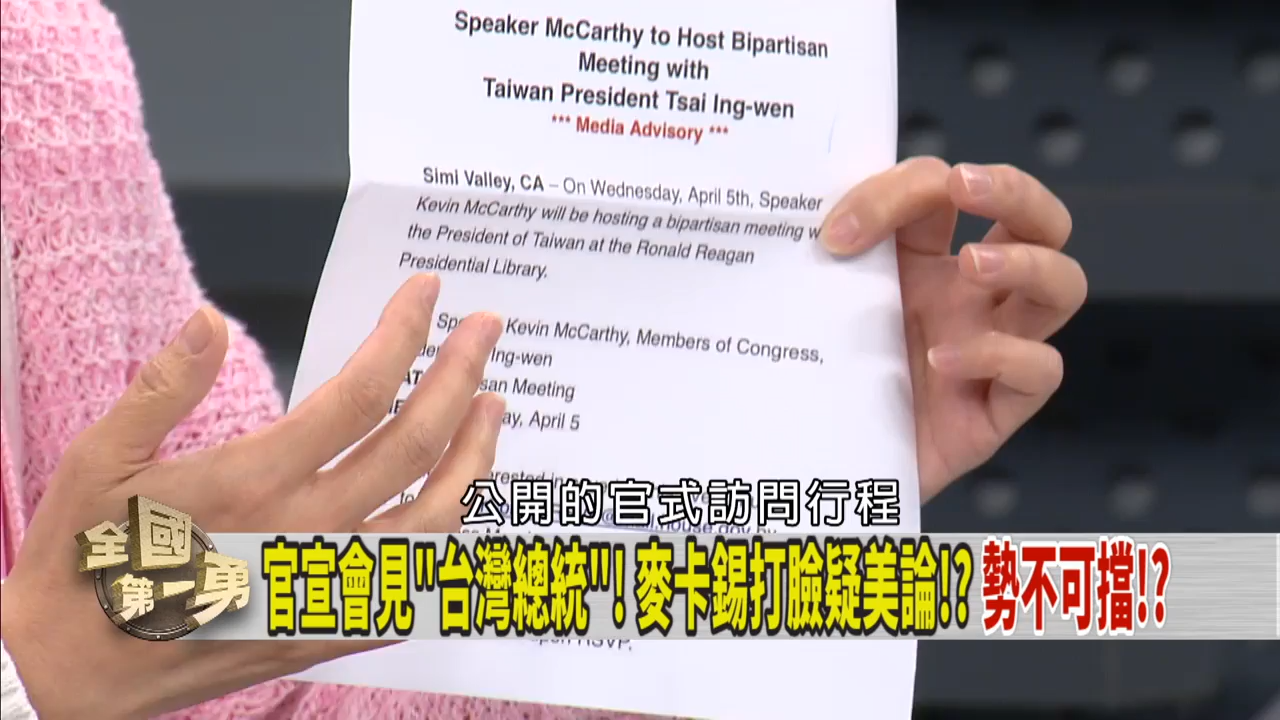 Speaker McCarthy to Host Bipartisan
Meeting with
Taiwan President Tsai Ing-wen
*** Media Advisory ***
Simi Valley, CA – On Wednesday, April 5th, Speaker
Kevin McCarthy will be hosting a bipartisan meeting w
the President of Taiwan at the Ronald Reagan
Presidential Library.
Kevin McCarthy, Members of Congress,
Ing-wen
san Meeting
ay, April 5
公開的官式訪問行程
全國
第一勇
官宣會見"台灣總統"! 麥卡錫打臉疑美論!? 勢不可擋!?
RSVP.